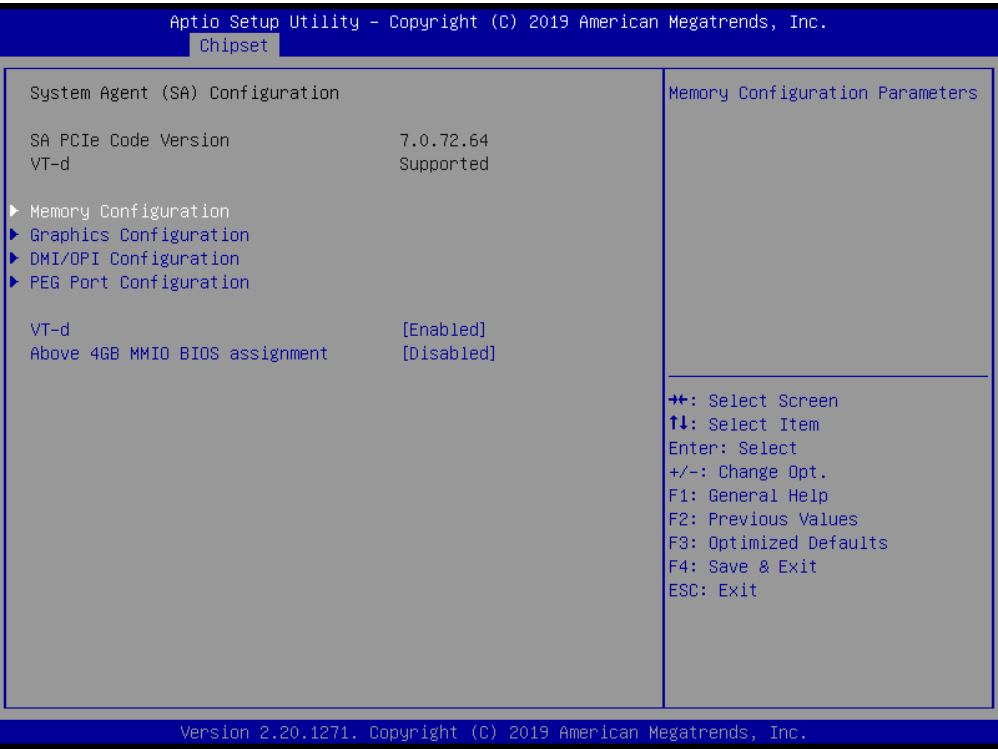 Aptio Setup Utility – Copyright (C) 2019 American Megatrends, Inc.
Chipset
System Agent (SA) Configuration
SA PCIe Code Version 7.0.72.64
VT-d Supported
Memory Configuration
Graphics Configuration
DMI/OPI Configuration
PEG Port Configuration
VT-d [Enabled]
Above 4GB MMIO BIOS assignment [Disabled]
Memory Configuration Parameters
→←: Select Screen
↑↓: Select Item
Enter: Select
+/-: Change Opt.
F1: General Help
F2: Previous Values
F3: Optimized Defaults
F4: Save & Exit
ESC: Exit
Version 2.20.1271. Copyright (C) 2019 American Megatrends, Inc.